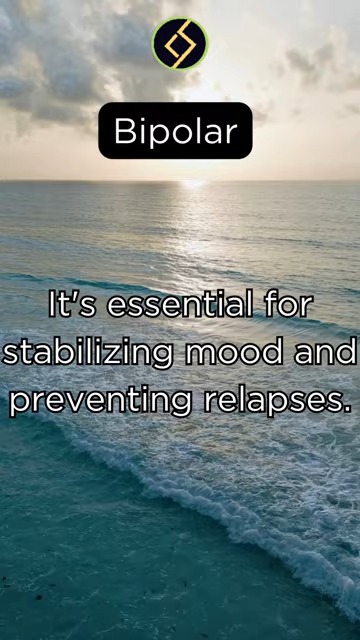 Bipolar
It's essential for
stabilizing mood and
preventing relapses.